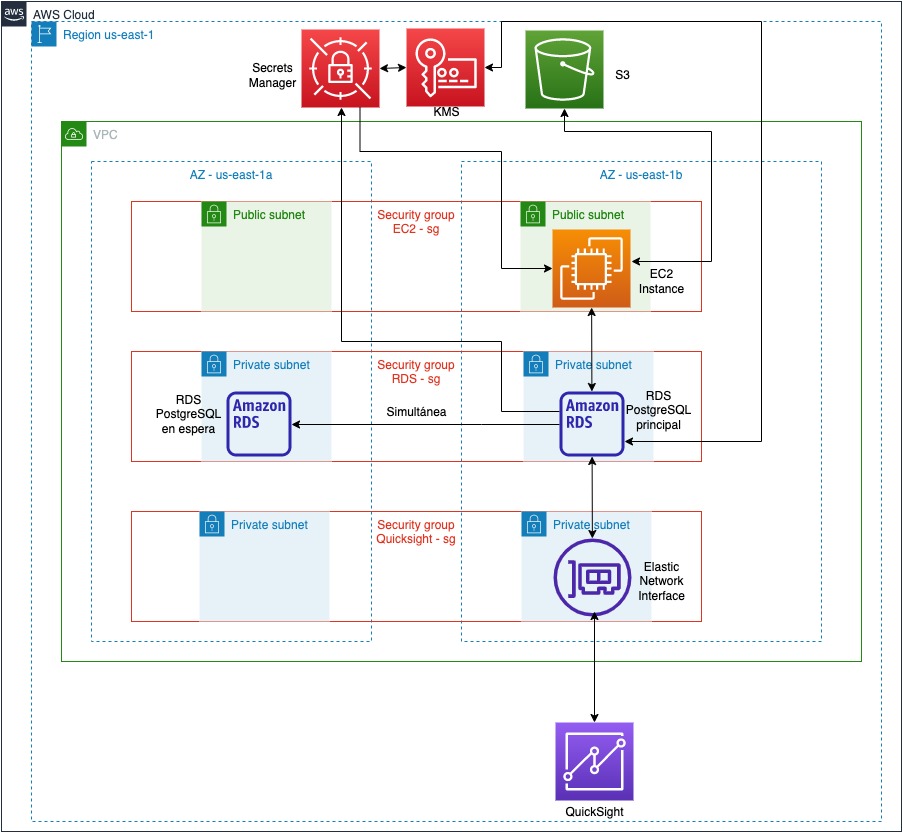 aws
AWS Cloud
Region us-east-1
Secrets
Manager
KMS
S3
VPC
AZ - us-east-1a
AZ - us-east-1b
Public subnet
Security group
EC2 - sg
Public subnet
EC2
Instance
Private subnet
Security group
RDS - sg
Private subnet
RDS
PostgreSQL
en espera
Amazon
RDS
Simultánea
Amazon
RDS
RDS
PostgreSQL
principal
Private subnet
Security group
Quicksight - sg
Private subnet
Elastic
Network
Interface
QuickSight